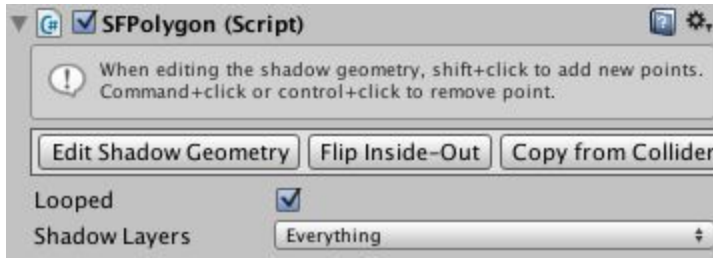 SFPolygon (Script)
When editing the shadow geometry, shift+click to add new points.
Command+click or control+click to remove point.
Edit Shadow Geometry Flip Inside-Out Copy from Collider
Looped
Shadow Layers Everything